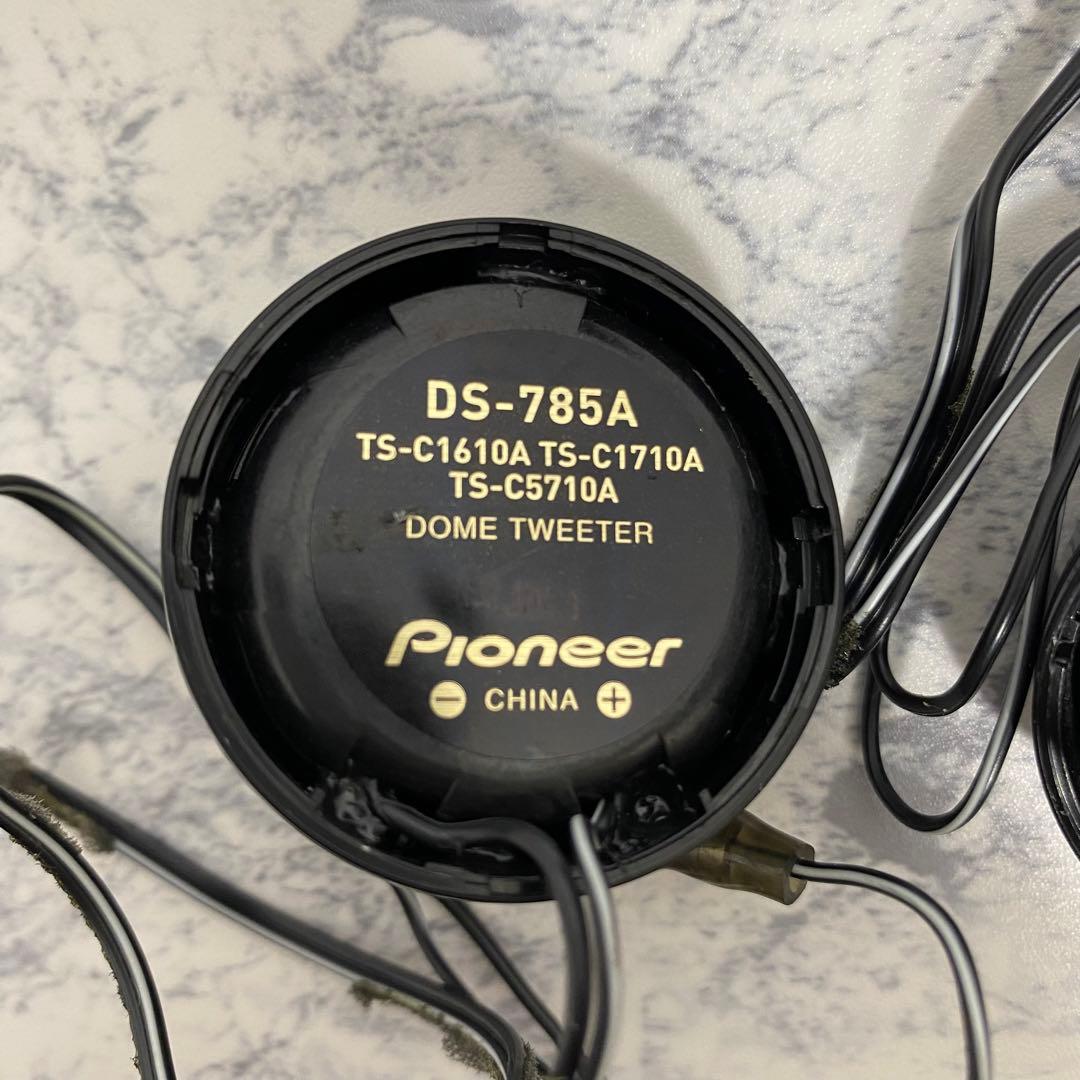 DS-785A
TS-C1610A TS-C1710A
TS-C5710A
DOME TWEETER
Pioneer
⊖ CHINA ⊕